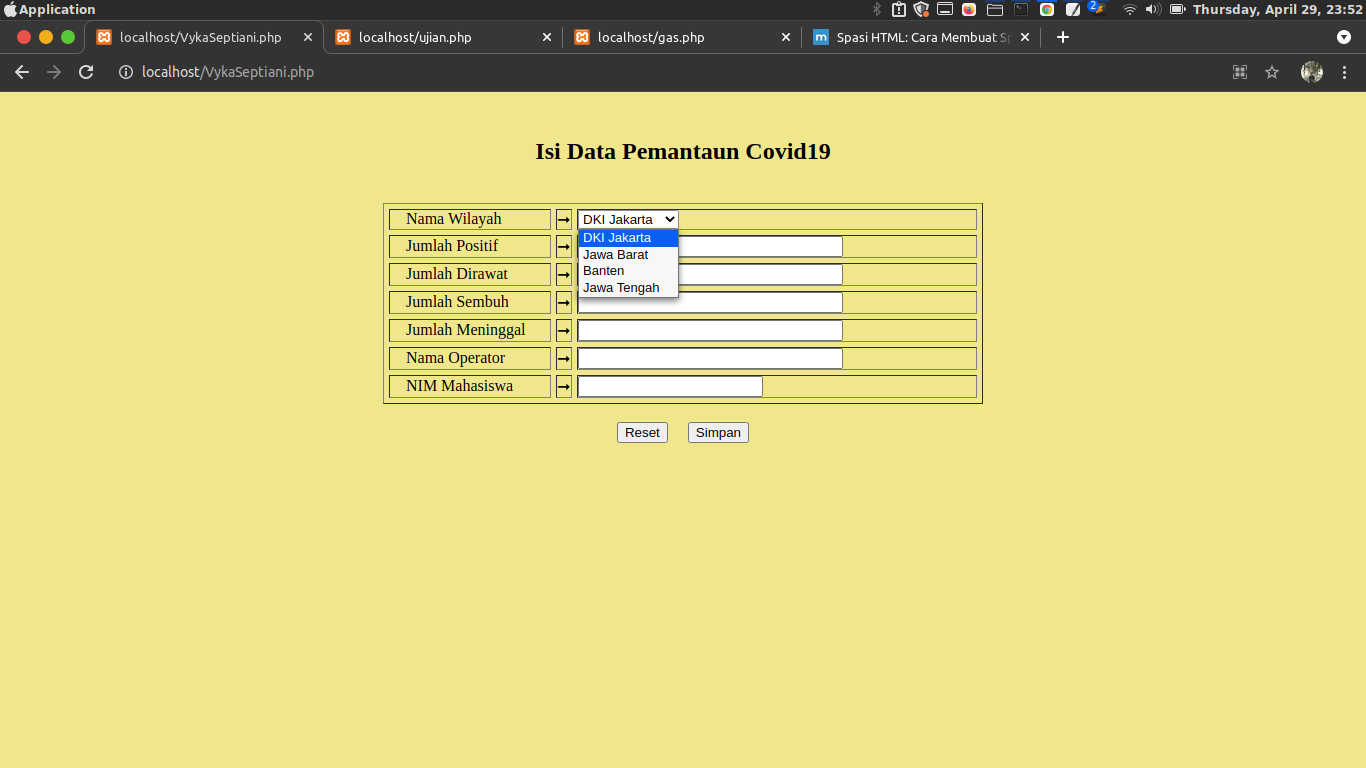 Application
2
Thursday, April 29, 23:52
localhost/VykaSeptiani.php
localhost/ujian.php
localhost/gas.php
Spasi HTML: Cara Membuat Sp
localhost/VykaSeptiani.php
Isi Data Pemantaun Covid19
Nama Wilayah ➞ DKI Jakarta
DKI Jakarta
Jawa Barat
Banten
Jawa Tengah
Jumlah Positif ➞
Jumlah Dirawat ➞
Jumlah Sembuh ➞
Jumlah Meninggal ➞
Nama Operator ➞
NIM Mahasiswa ➞
Reset Simpan